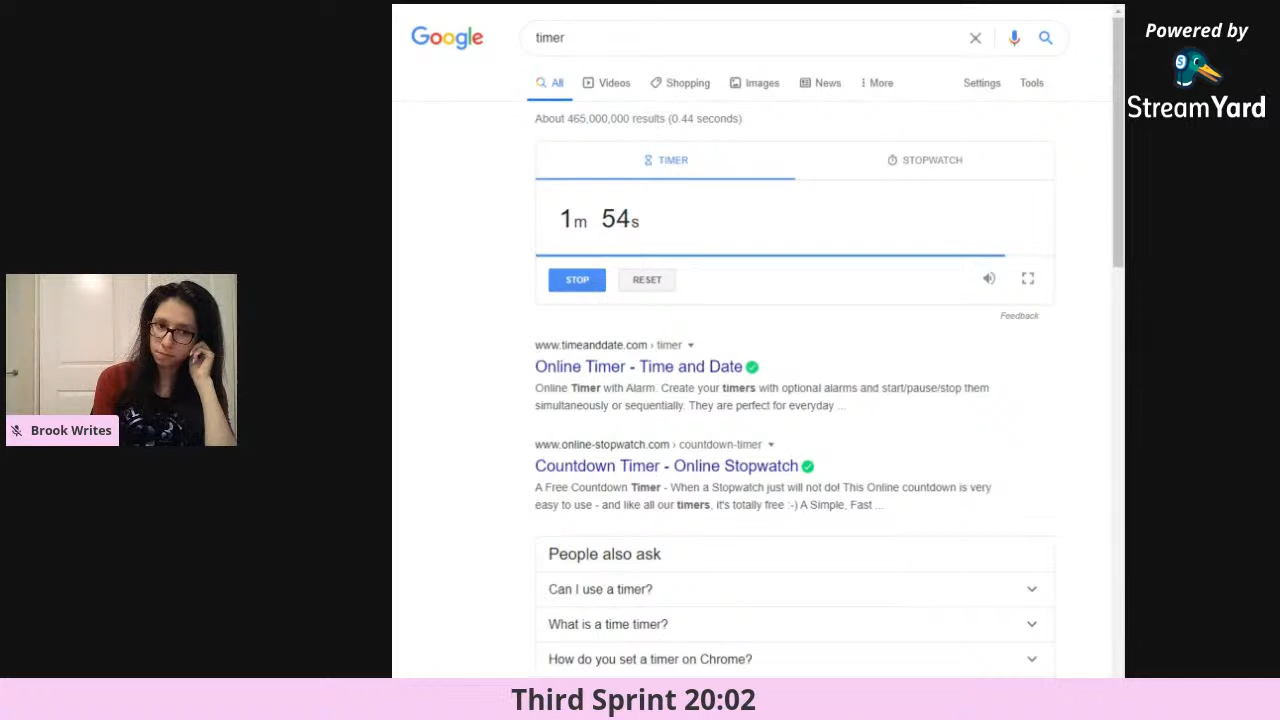 Google
timer
All
Videos
Shopping
Images
News
More
Settings
Tools
About 465,000,000 results (0.44 seconds)
TIMER
STOPWATCH
1m 54s
STOP
RESET
Feedback
www.timeanddate.com › timer
Online Timer - Time and Date
Online Timer with Alarm. Create your timers with optional alarms and start/pause/stop them
simultaneously or sequentially. They are perfect for everyday ...
www.online-stopwatch.com › countdown-timer
Countdown Timer - Online Stopwatch
A Free Countdown Timer - When a Stopwatch just will not do! This Online countdown is very
easy to use - and like all our timers, it's totally free :-) A Simple, Fast ...
People also ask
Can I use a timer?
What is a time timer?
How do you set a timer on Chrome?
Powered by
S
StreamYard
Brook Writes
Third Sprint 20:02